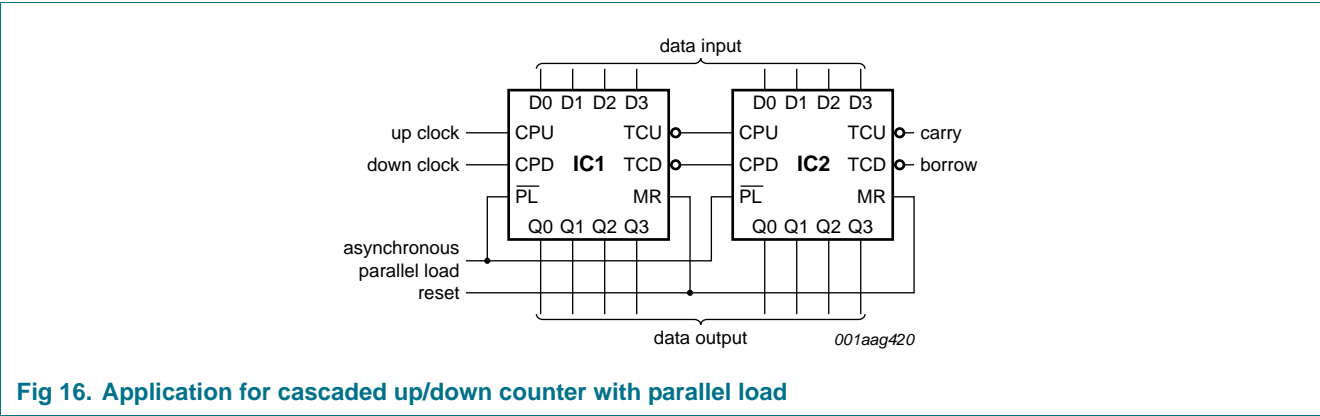 data input
D0 D1 D2 D3 D0 D1 D2 D3
up clock CPU TCU CPU TCU carry
down clock CPD IC1 TCD CPD IC2 TCD borrow
P̅L̅ MR P̅L̅ MR
Q0 Q1 Q2 Q3 Q0 Q1 Q2 Q3
asynchronous
parallel load
reset
data output 001aag420
Fig 16. Application for cascaded up/down counter with parallel load